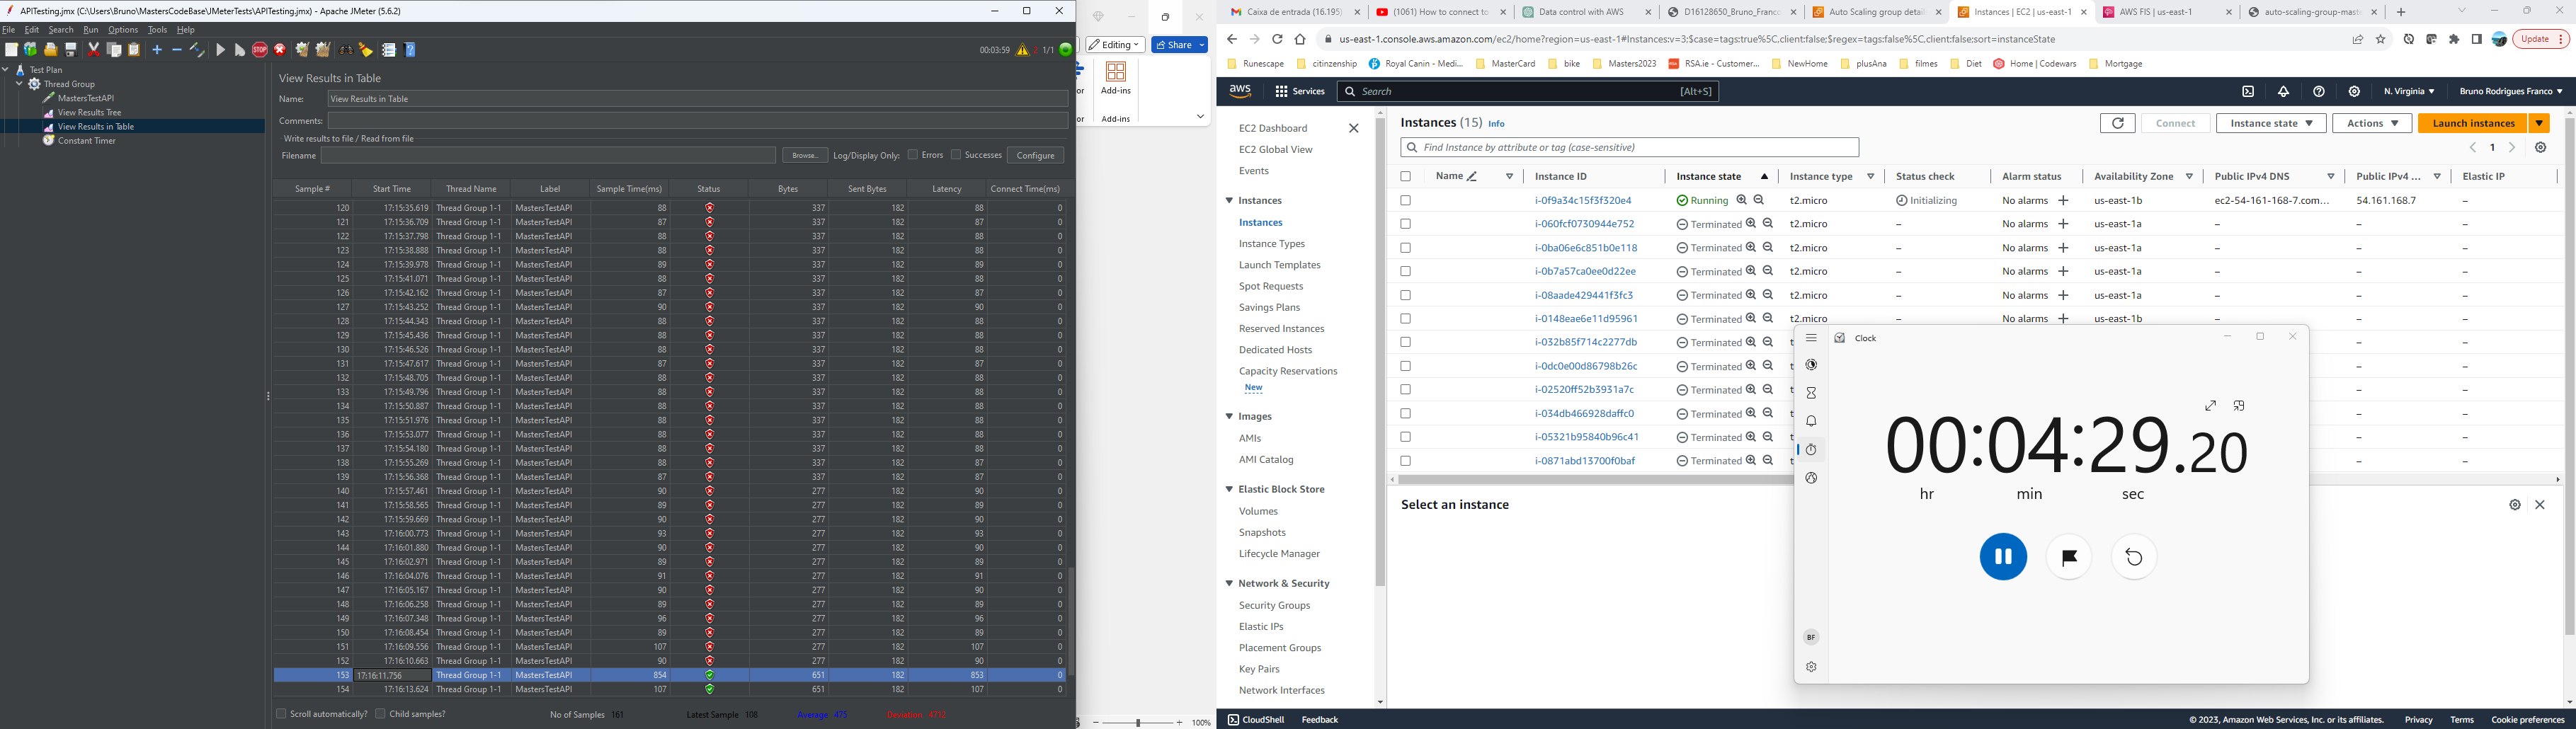 APITesting.jmx (C:\Users\Bruno\MastersCodeBase\JMeterTests\APITesting.jmx) - Apache JMeter (5.6.2)
File Edit Search Run Options Tools Help
00:03:59 2 1/1
Test Plan
Thread Group
MastersTestAPI
View Results Tree
View Results in Table
Constant Timer
View Results in Table
Name: View Results in Table
Comments:
Write results to file / Read from file
Filename Browse... Log/Display Only: Errors Successes Configure
Sample # Start Time Thread Name Label Sample Time(ms) Status Bytes Sent Bytes Latency Connect Time(ms)
120 17:15:35.619 Thread Group 1-1 MastersTestAPI 88 337 182 88 0
121 17:15:36.709 Thread Group 1-1 MastersTestAPI 87 337 182 87 0
122 17:15:37.798 Thread Group 1-1 MastersTestAPI 88 337 182 88 0
123 17:15:38.888 Thread Group 1-1 MastersTestAPI 88 337 182 88 0
124 17:15:39.978 Thread Group 1-1 MastersTestAPI 89 337 182 89 0
125 17:15:41.071 Thread Group 1-1 MastersTestAPI 88 337 182 88 0
126 17:15:42.162 Thread Group 1-1 MastersTestAPI 87 337 182 87 0
127 17:15:43.252 Thread Group 1-1 MastersTestAPI 90 337 182 90 0
128 17:15:44.343 Thread Group 1-1 MastersTestAPI 88 337 182 88 0
129 17:15:45.436 Thread Group 1-1 MastersTestAPI 88 337 182 88 0
130 17:15:46.526 Thread Group 1-1 MastersTestAPI 88 337 182 88 0
131 17:15:47.617 Thread Group 1-1 MastersTestAPI 87 337 182 87 0
132 17:15:48.705 Thread Group 1-1 MastersTestAPI 88 337 182 88 0
133 17:15:49.796 Thread Group 1-1 MastersTestAPI 88 337 182 88 0
134 17:15:50.887 Thread Group 1-1 MastersTestAPI 88 337 182 88 0
135 17:15:51.976 Thread Group 1-1 MastersTestAPI 88 337 182 88 0
136 17:15:53.077 Thread Group 1-1 MastersTestAPI 88 337 182 88 0
137 17:15:54.180 Thread Group 1-1 MastersTestAPI 88 337 182 88 0
138 17:15:55.269 Thread Group 1-1 MastersTestAPI 88 337 182 87 0
139 17:15:56.368 Thread Group 1-1 MastersTestAPI 87 337 182 87 0
140 17:15:57.461 Thread Group 1-1 MastersTestAPI 90 277 182 90 0
141 17:15:58.565 Thread Group 1-1 MastersTestAPI 89 277 182 89 0
142 17:15:59.669 Thread Group 1-1 MastersTestAPI 90 277 182 90 0
143 17:16:00.773 Thread Group 1-1 MastersTestAPI 93 277 182 93 0
144 17:16:01.880 Thread Group 1-1 MastersTestAPI 90 277 182 90 0
145 17:16:02.971 Thread Group 1-1 MastersTestAPI 89 277 182 89 0
146 17:16:04.076 Thread Group 1-1 MastersTestAPI 91 277 182 91 0
147 17:16:05.167 Thread Group 1-1 MastersTestAPI 90 277 182 90 0
148 17:16:06.258 Thread Group 1-1 MastersTestAPI 89 277 182 89 0
149 17:16:07.348 Thread Group 1-1 MastersTestAPI 96 277 182 96 0
150 17:16:08.454 Thread Group 1-1 MastersTestAPI 89 277 182 89 0
151 17:16:09.556 Thread Group 1-1 MastersTestAPI 107 277 182 107 0
152 17:16:10.663 Thread Group 1-1 MastersTestAPI 90 277 182 90 0
153 17:16:11.756 Thread Group 1-1 MastersTestAPI 854 651 182 853 0
154 17:16:13.624 Thread Group 1-1 MastersTestAPI 107 651 182 107 0
Scroll automatically? Child samples? No of Samples 161 Latest Sample 108 Average 475 Deviation 4712
Editing Share
or Add-ins
or Add-ins
100%
Caixa de entrada (16.195) (1061) How to connect to Data control with AWS D16128650_Bruno_Franco Auto Scaling group detail Instances | EC2 | us-east-1 AWS FIS | us-east-1 auto-scaling-group-mast
us-east-1.console.aws.amazon.com/ec2/home?region=us-east-1#Instances:v=3;$case=tags:true%5C,client:false;$regex=tags:false%5C,client:false;sort=instanceState Update
Runescape citinzenship Royal Canin - Medi... MasterCard bike Masters2023 RSA.ie - Customer... NewHome plusAna filmes Diet Home | Codewars Mortgage
aws Services Search [Alt+S] N. Virginia Bruno Rodrigues Franco
EC2 Dashboard
EC2 Global View
Events
Instances
Instances
Instance Types
Launch Templates
Spot Requests
Savings Plans
Reserved Instances
Dedicated Hosts
Capacity Reservations
New
Images
AMIs
AMI Catalog
Elastic Block Store
Volumes
Snapshots
Lifecycle Manager
Network & Security
Security Groups
Elastic IPs
Placement Groups
Key Pairs
Network Interfaces
Instances (15) Info Connect Instance state Actions Launch instances
Find Instance by attribute or tag (case-sensitive) 1
Name Instance ID Instance state Instance type Status check Alarm status Availability Zone Public IPv4 DNS Public IPv4 ... Elastic IP
i-0f9a34c15f3f320e4 Running t2.micro Initializing No alarms + us-east-1b ec2-54-161-168-7.com... 54.161.168.7 –
i-060fcf0730944e752 Terminated t2.micro – No alarms + us-east-1a – – –
i-0ba06e6c851b0e118 Terminated t2.micro – No alarms + us-east-1a – – –
i-0b7a57ca0ee0d22ee Terminated t2.micro – No alarms + us-east-1a – – –
i-08aade429441f3fc3 Terminated t2.micro – No alarms + us-east-1a – – –
i-0148eae6e11d95961 Terminated t2.micro – No alarms + us-east-1b – – –
i-032b85f714c2277db Terminated t – –
i-0dc0e00d86798b26c Terminated t – –
i-02520ff52b3931a7c Terminated t – –
i-034db466928daffc0 Terminated t – –
i-05321b95840b96c41 Terminated t – –
i-0871abd13700f0baf Terminated t – –
Select an instance
Clock
00:04:29.20
hr min sec
BF
CloudShell Feedback © 2023, Amazon Web Services, Inc. or its affiliates. Privacy Terms Cookie preferences